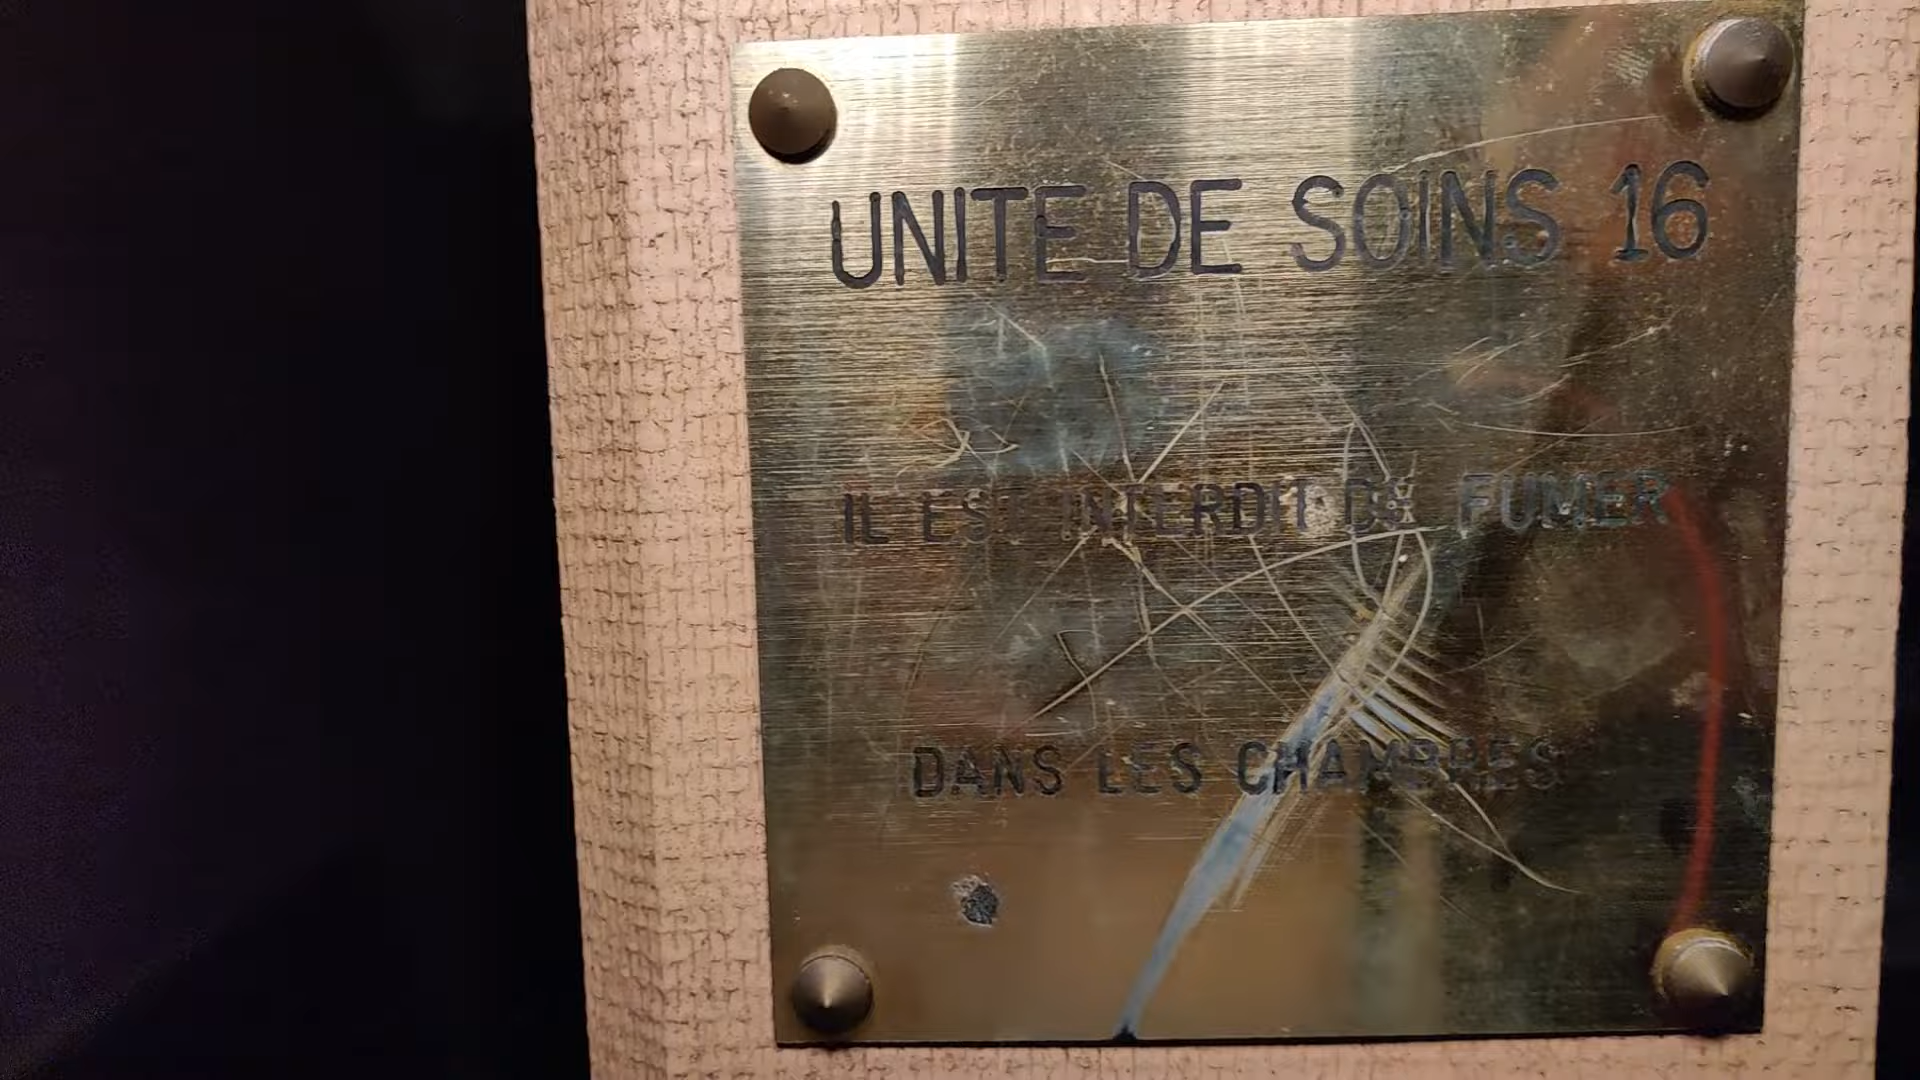 UNITE DE SOINS 16
IL EST INTERDIT DE FUMER
DANS LES CHAMBRES